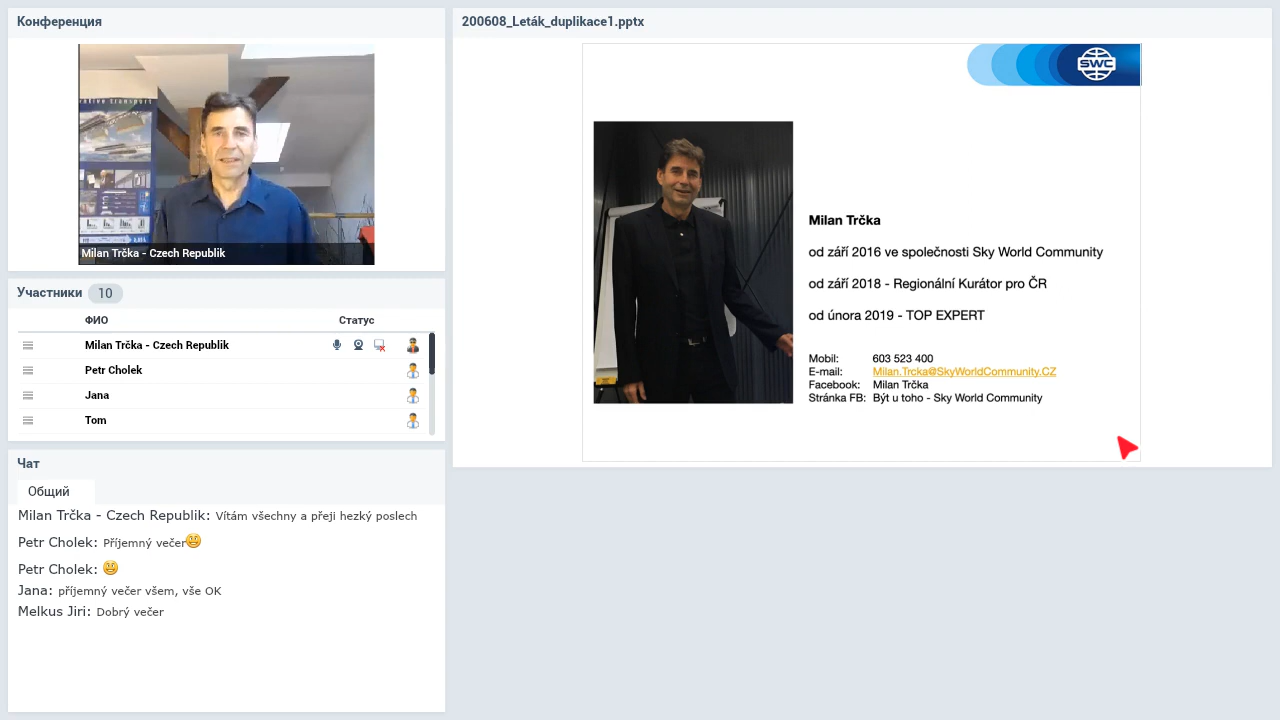 Конференция
Milan Trčka - Czech Republik
Участники 10
ФИО Статус
Milan Trčka - Czech Republik
Petr Cholek
Jana
Tom
Чат
Общий
Milan Trčka - Czech Republik: Vítám všechny a přeji hezký poslech
Petr Cholek: Příjemný večer
Petr Cholek:
Jana: příjemný večer všem, vše OK
Melkus Jiri: Dobrý večer
200608_Leták_duplikace1.pptx
SWC
Milan Trčka
od září 2016 ve společnosti Sky World Community
od září 2018 - Regionální Kurátor pro ČR
od února 2019 - TOP EXPERT
Mobil: 603 523 400
E-mail: Milan.Trcka@SkyWorldCommunity.CZ
Facebook: Milan Trčka
Stránka FB: Být u toho - Sky World Community